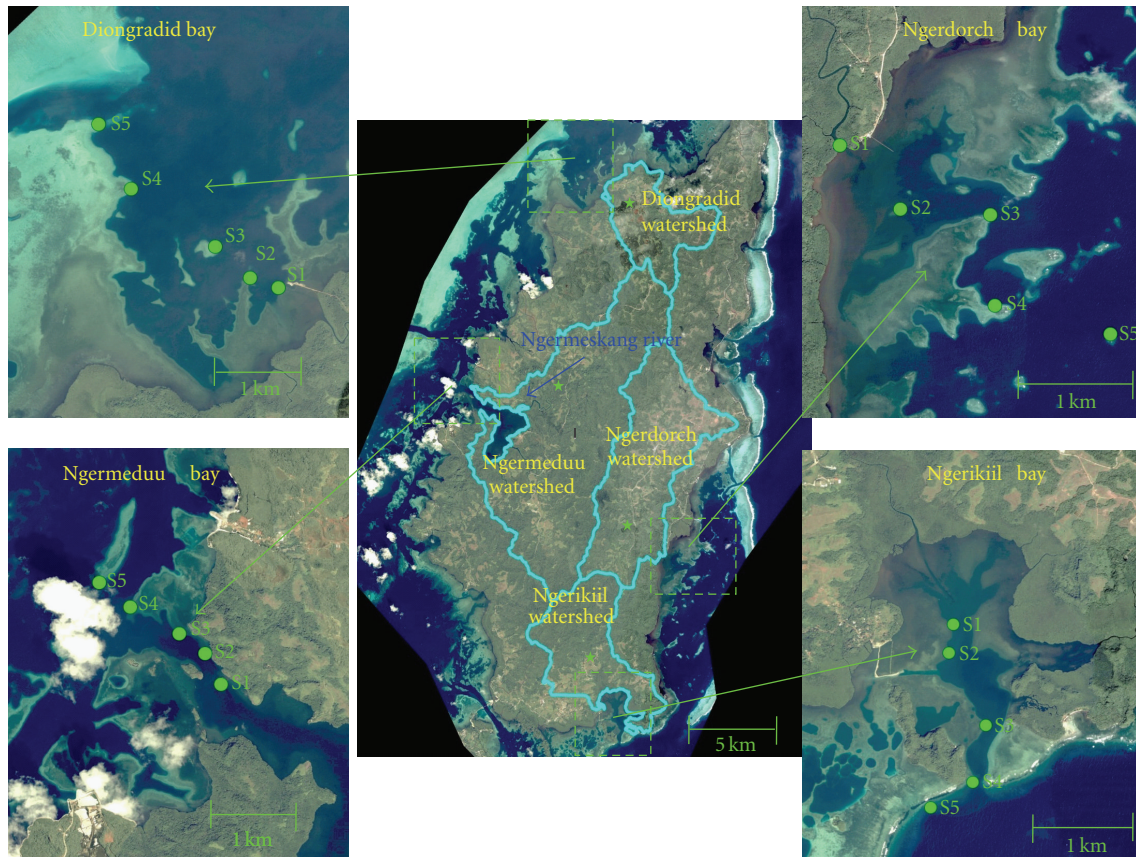 Diongradid bay
S5
S4
S3
S2
S1
1 km
Ngerdorch bay
S1
S2
S3
S4
S5
1 km
Diongradid
watershed
Ngermeskang river
Ngerdorch
watershed
Ngermeduu
watershed
Ngerikiil
watershed
5 km
Ngermeduu bay
S5
S4
S3
S2
S1
1 km
Ngerikiil bay
S1
S2
S3
S4
S5
1 km